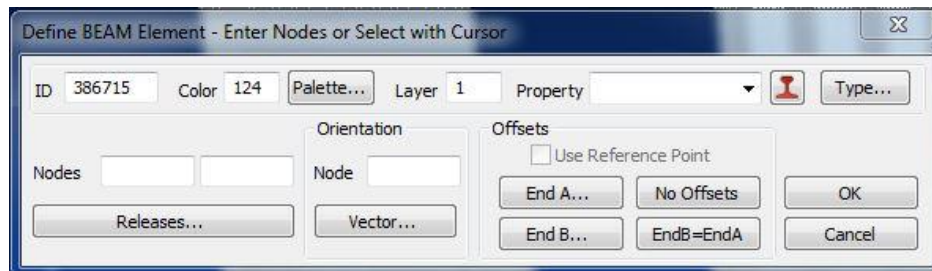 Define BEAM Element - Enter Nodes or Select with Cursor
ID 386715 Color 124 Palette... Layer 1 Property Type...
Orientation Offsets
Use Reference Point
Nodes Node
End A... No Offsets OK
Releases... Vector...
End B... EndB=EndA Cancel